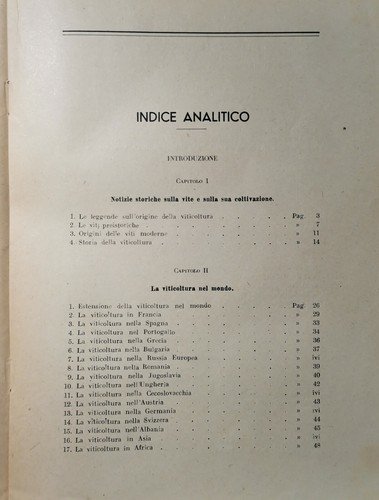 INDICE ANALITICO
INTRODUZIONE
CAPITOLO I
Notizie storiche sulla vite e sulla sua coltivazione.
1. Le leggende sull'origine della viticoltura . . . . . Pag. 3
2. Le viti preistoriche . . . . . . . » 7
3. Origini delle viti moderne . . . . . . » 11
4. Storia della viticoltura . . . . . . . » 14
CAPITOLO II
La viticoltura nel mondo.
1. Estensione della viticoltura nel mondo . . . . . Pag. 26
2. La viticoltura in Francia . . . . . . » 29
3. La viticoltura nella Spagna . . . . . . » 33
4. La viticoltura nel Portogallo . . . . . . » 34
5. La viticoltura nella Grecia . . . . . . » 36
6. La viticoltura nella Bulgaria . . . . . . » 37
7. La viticoltura nella Russia Europea . . . . . » ivi
8. La viticoltura nella Romania . . . . . . » 39
9. La viticoltura nella Jugoslavia . . . . . . » 40
10. La viticoltura nell'Ungheria . . . . . . » 42
11. La viticoltura nella Cecoslovacchia . . . . . » ivi
12. La viticoltura nell'Austria . . . . . . » 43
13. La viticoltura nella Germania . . . . . . » ivi
14. La viticoltura nella Svizzera . . . . . . » 44
15. La viticoltura nell'Albania . . . . . . » 45
16. La viticoltura in Asia . . . . . . . » ivi
17. La viticoltura in Africa . . . . . . . » 48